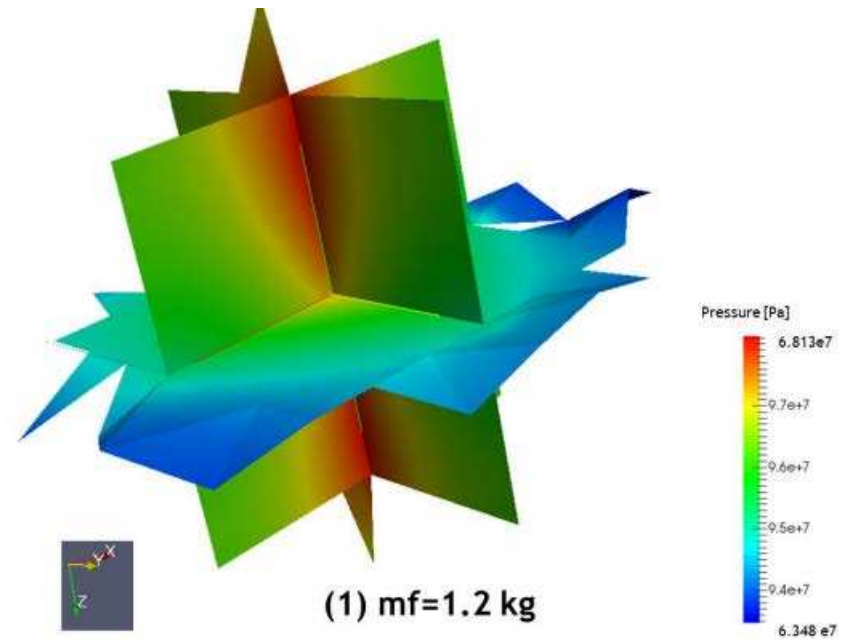 Pressure [Pa]
6.813e7
9.7e+7
9.6e+7
9.5e+7
9.4e+7
6.348 e7
X
Y
Z
(1) mf=1.2 kg